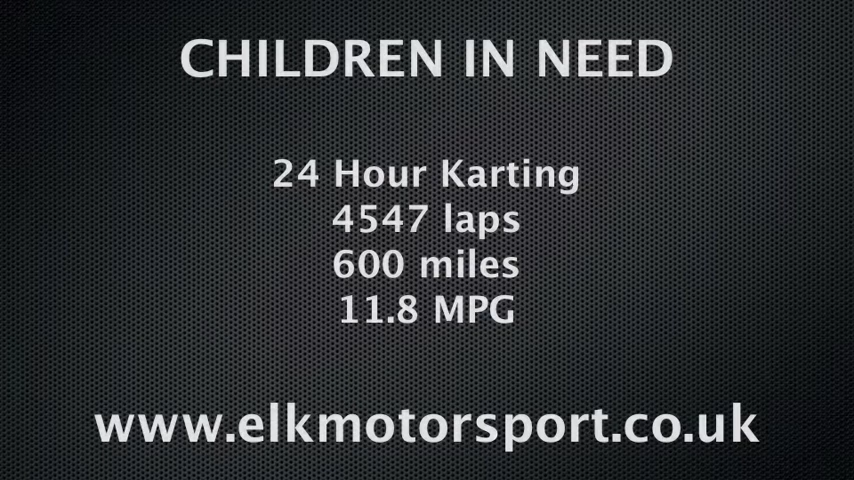 CHILDREN IN NEED
24 Hour Karting
4547 laps
600 miles
11.8 MPG
www.elkmotorsport.co.uk